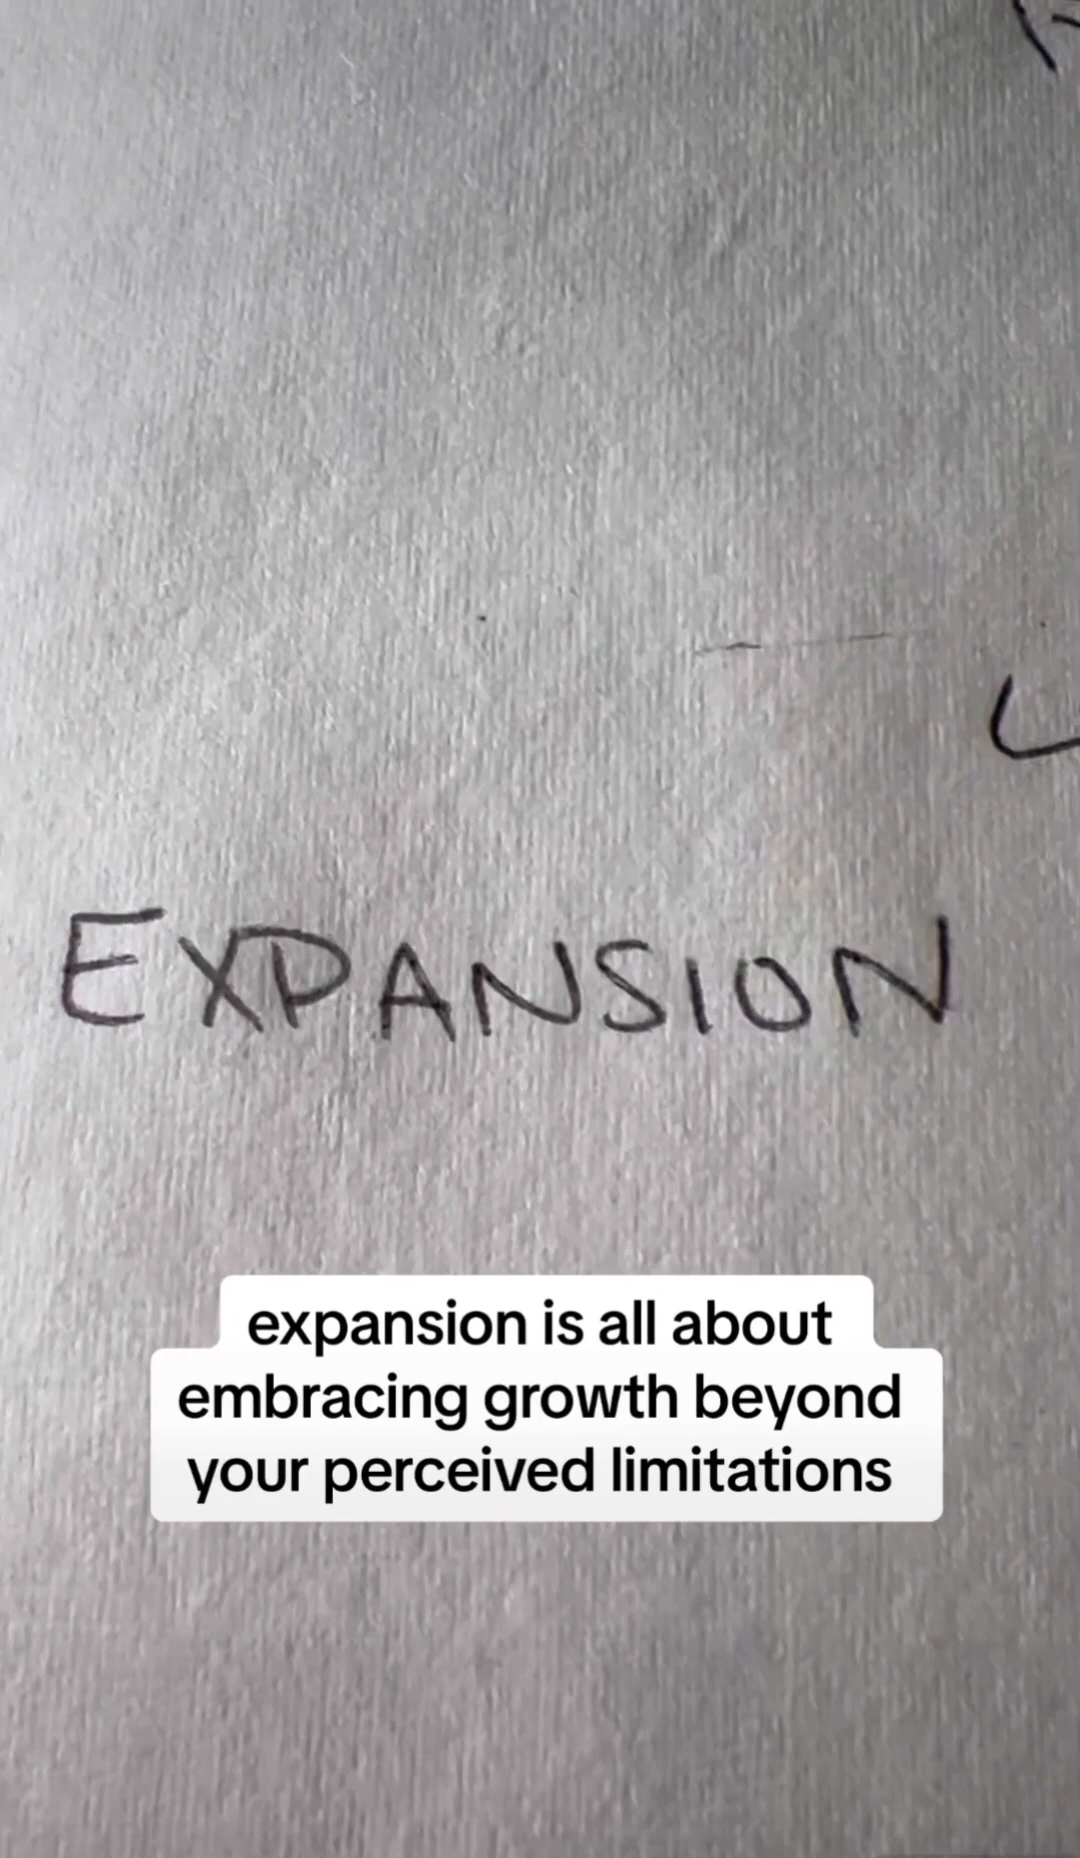 EXPANSION
expansion is all about
embracing growth beyond
your perceived limitations